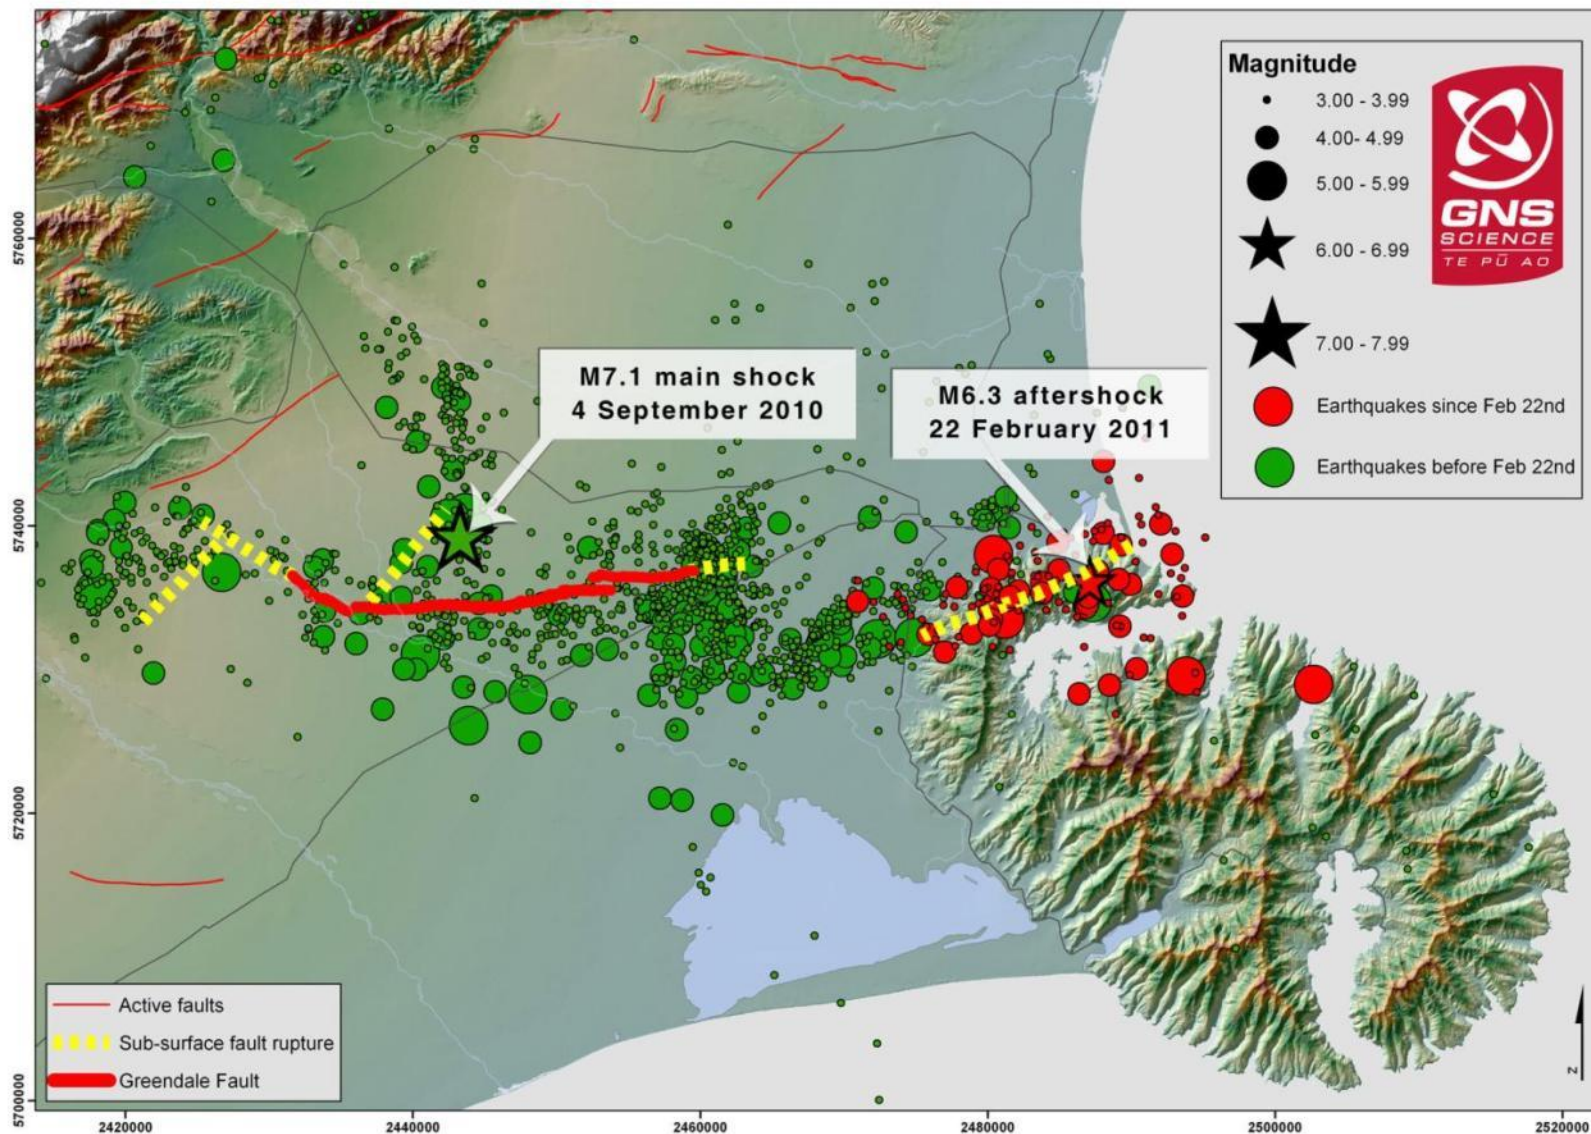 Magnitude
3.00 - 3.99
4.00- 4.99
5.00 - 5.99
6.00 - 6.99
7.00 - 7.99
Earthquakes since Feb 22nd
Earthquakes before Feb 22nd
GNS
SCIENCE
TE PŪ AO
M7.1 main shock
4 September 2010
M6.3 aftershock
22 February 2011
5760000
5740000
5720000
5700000
Active faults
Sub-surface fault rupture
Greendale Fault
N
2420000
2440000
2460000
2480000
2500000
2520000